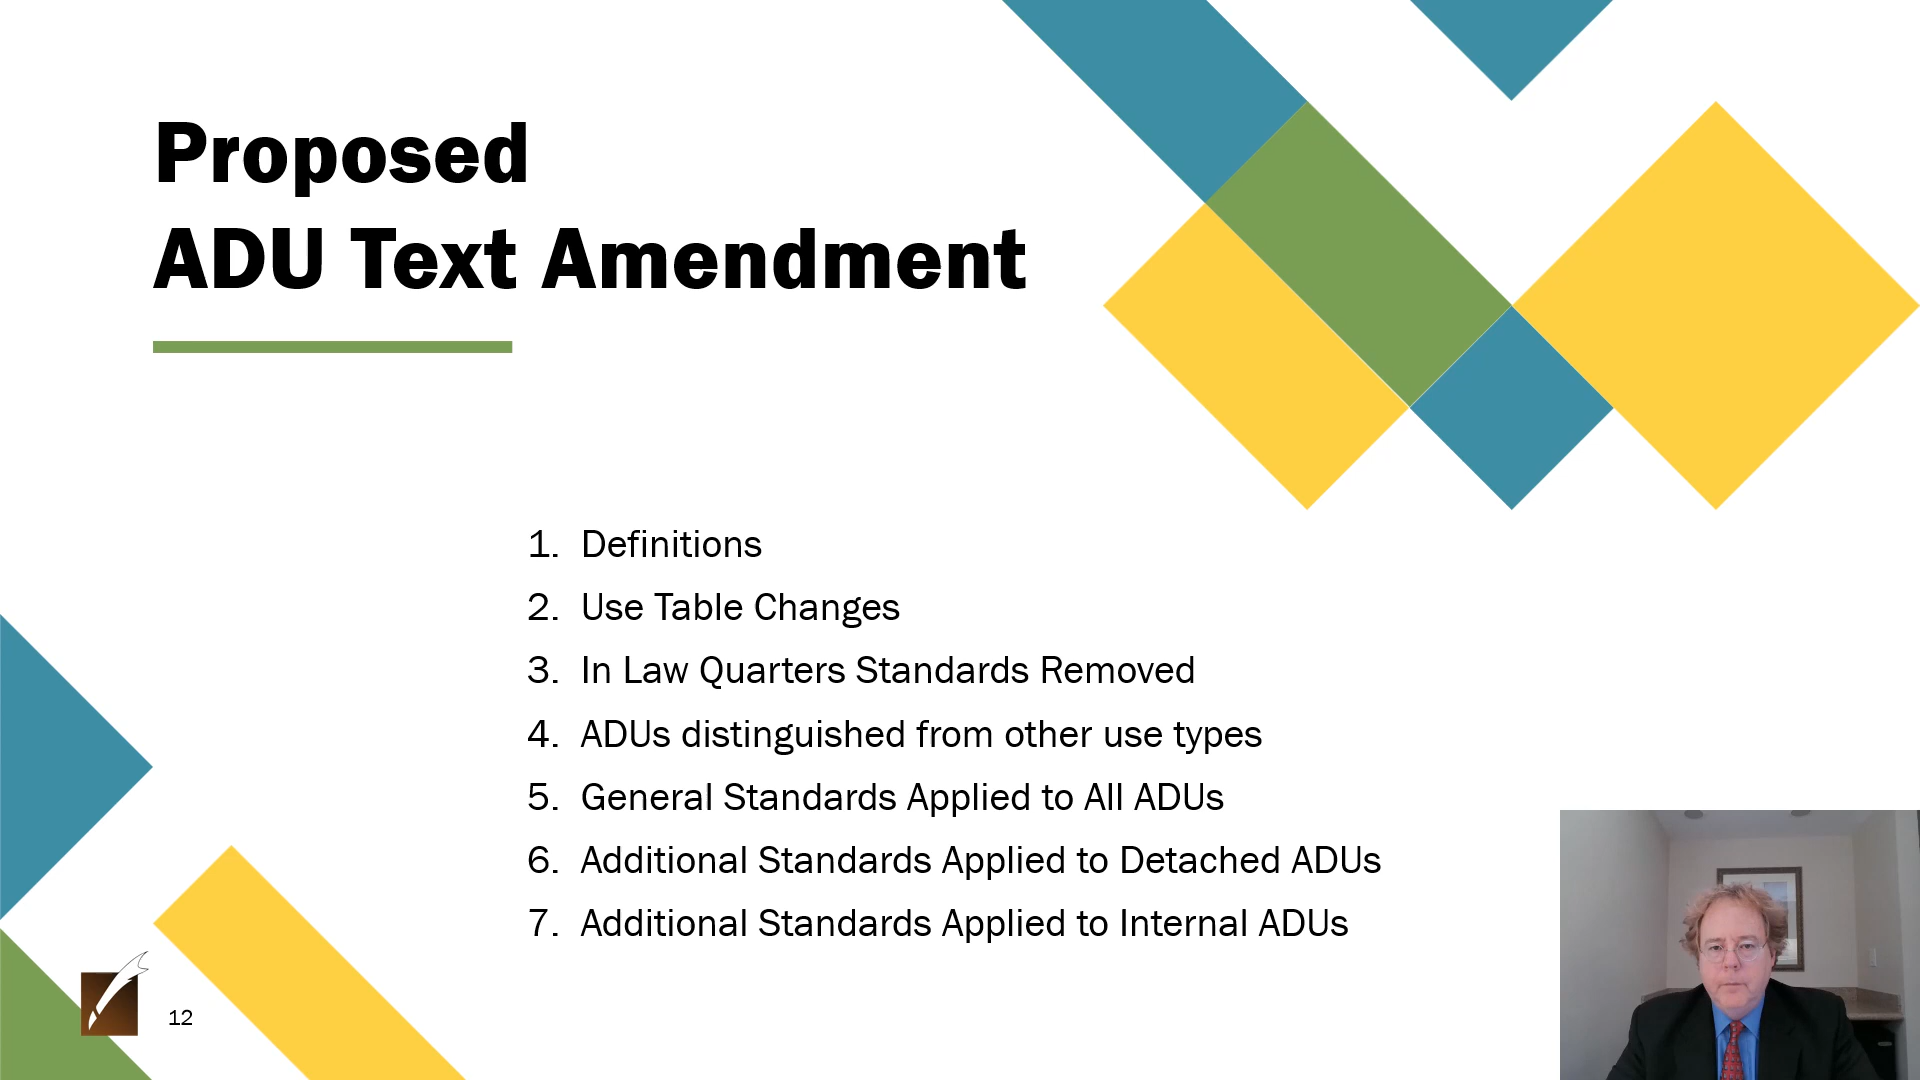 Proposed
ADU Text Amendment
1. Definitions
2. Use Table Changes
3. In Law Quarters Standards Removed
4. ADUs distinguished from other use types
5. General Standards Applied to All ADUs
6. Additional Standards Applied to Detached ADUs
7. Additional Standards Applied to Internal ADUs
12